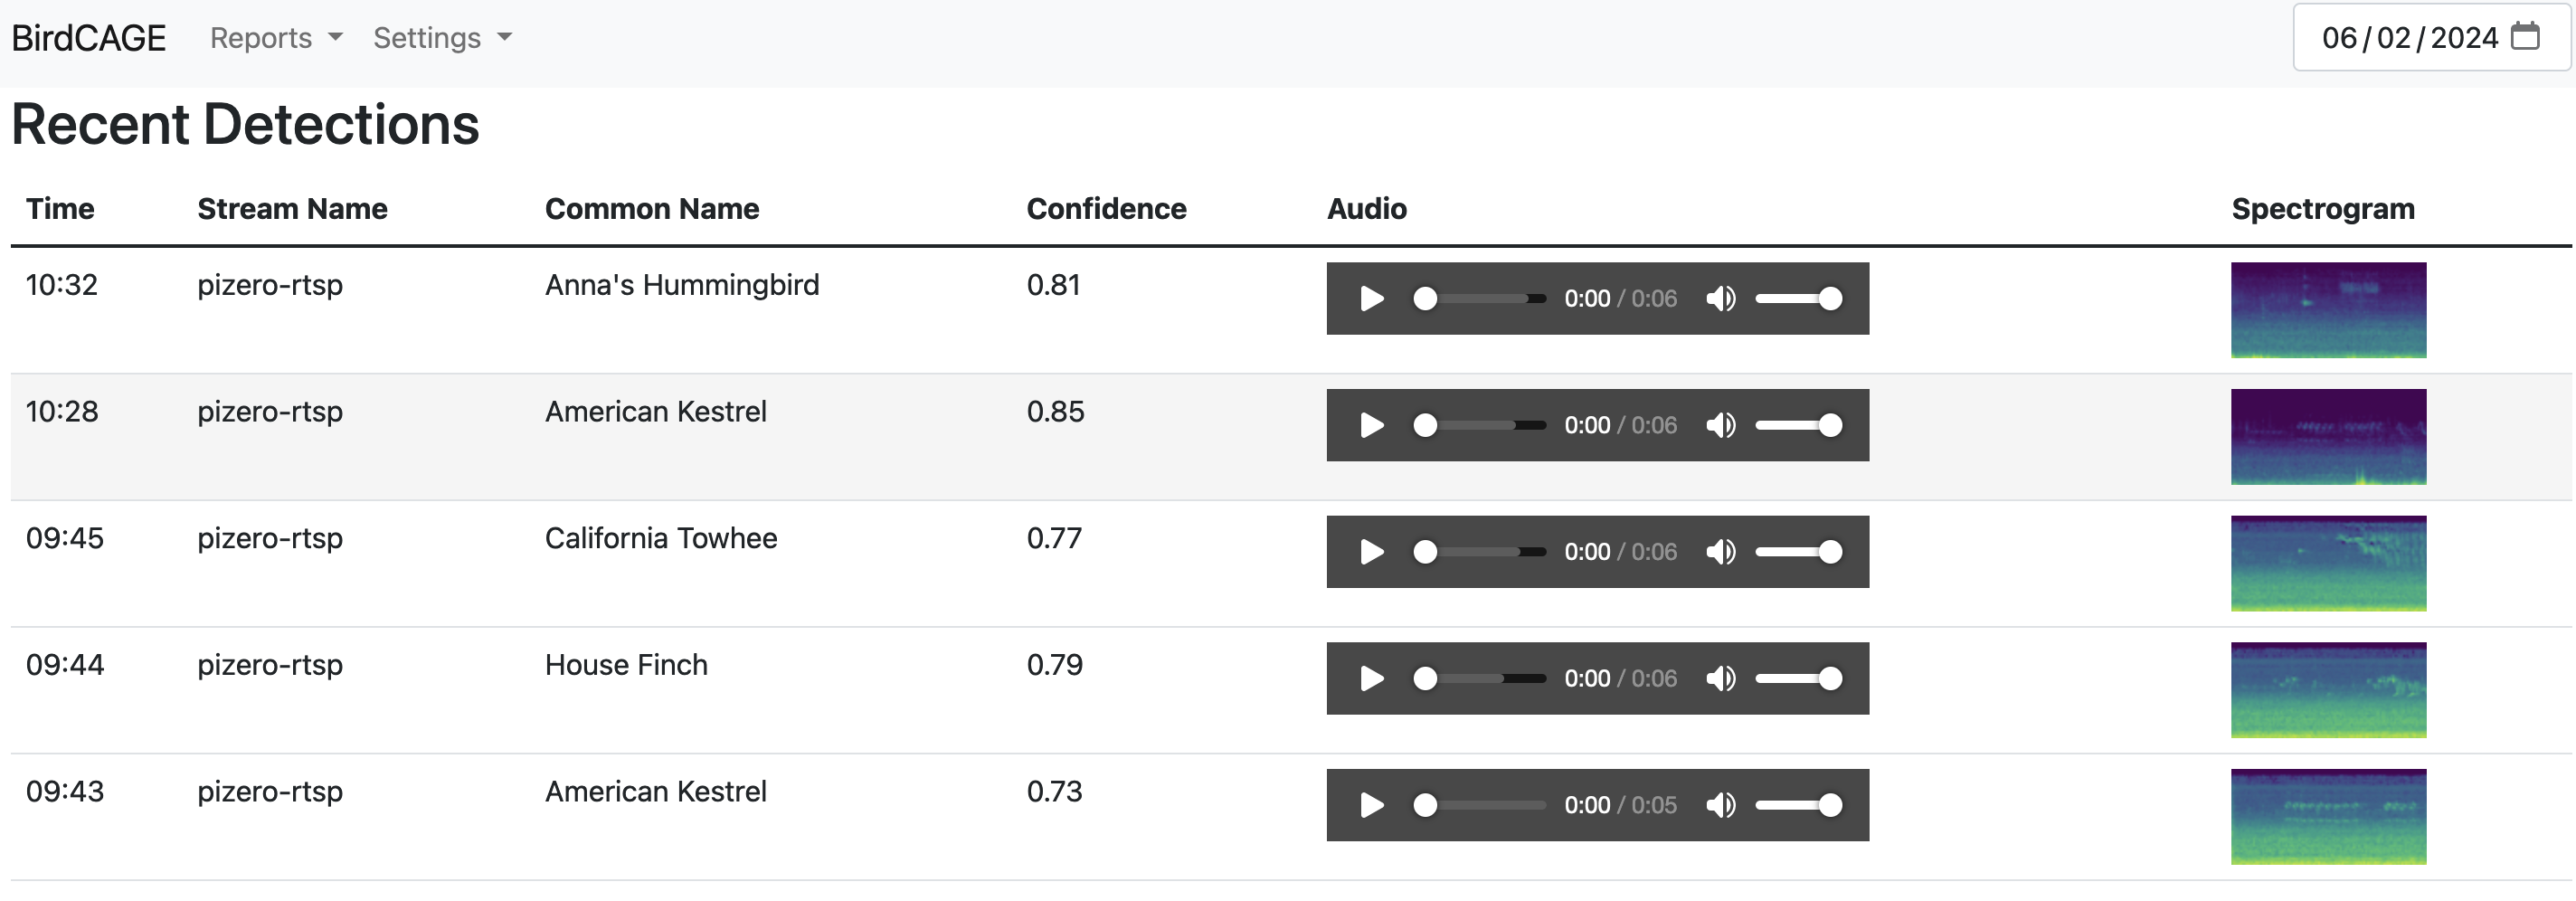 BirdCAGE Reports Settings 06/02/2024
Recent Detections
Time Stream Name Common Name Confidence Audio Spectrogram
10:32 pizero-rtsp Anna's Hummingbird 0.81 0:00 / 0:06
10:28 pizero-rtsp American Kestrel 0.85 0:00 / 0:06
09:45 pizero-rtsp California Towhee 0.77 0:00 / 0:06
09:44 pizero-rtsp House Finch 0.79 0:00 / 0:06
09:43 pizero-rtsp American Kestrel 0.73 0:00 / 0:05